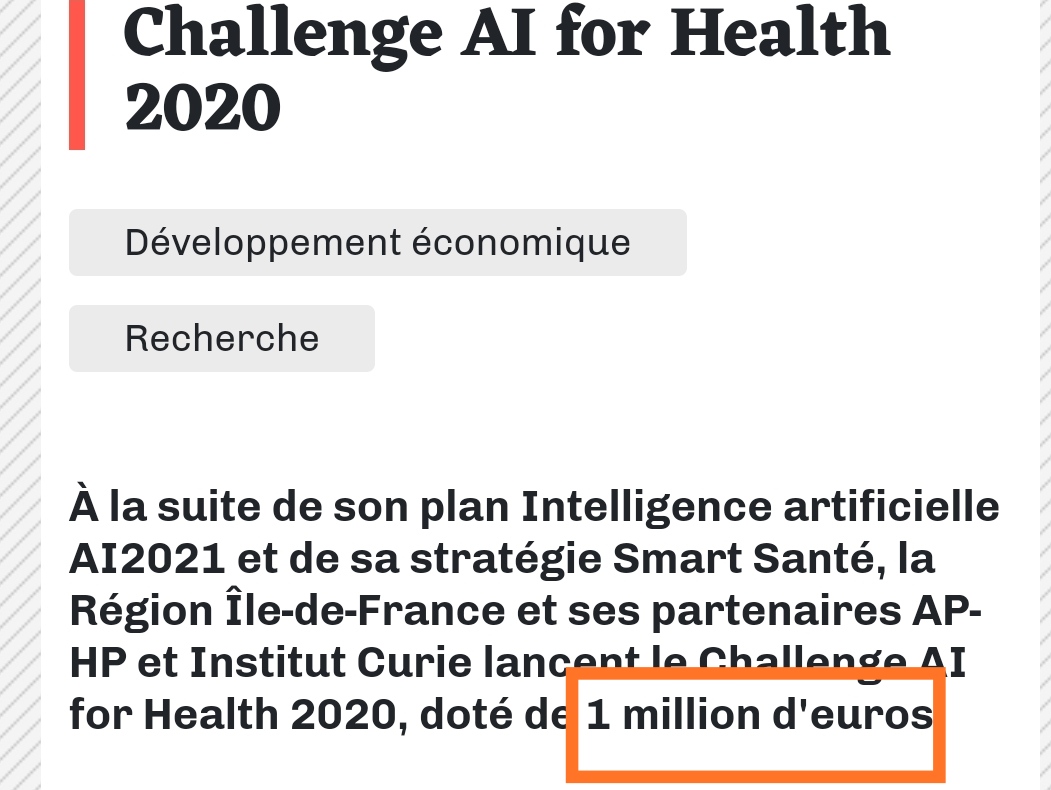 Challenge AI for Health
2020
Développement économique
Recherche
À la suite de son plan Intelligence artificielle
AI2021 et de sa stratégie Smart Santé, la
Région Île-de-France et ses partenaires AP-
HP et Institut Curie lancent le Challenge AI
for Health 2020, doté de 1 million d'euros